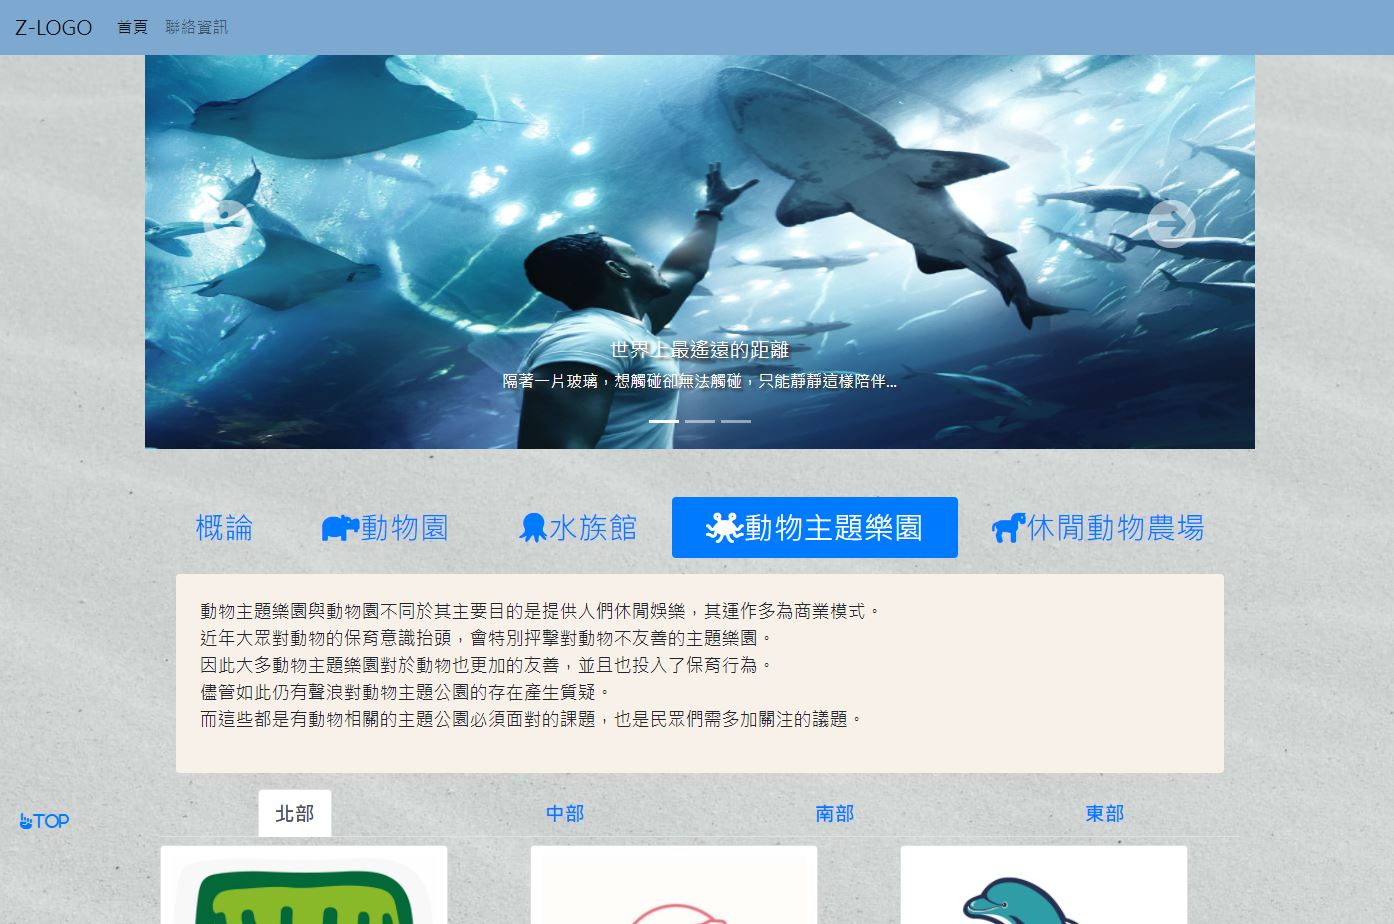 Z-LOGO 首頁 聯絡資訊
世界上最遙遠的距離
隔著一片玻璃，想觸碰卻無法觸碰，只能靜靜這樣陪伴...
概論 動物園 水族館 動物主題樂園 休閒動物農場
動物主題樂園與動物園不同於其主要目的是提供人們休閒娛樂，其運作多為商業模式。
近年大眾對動物的保育意識抬頭，會特別抨擊對動物不友善的主題樂園。
因此大多動物主題樂園對於動物也更加的友善，並且也投入了保育行為。
儘管如此仍有聲浪對動物主題公園的存在產生質疑。
而這些都是有動物相關的主題公園必須面對的課題，也是民眾們需多加關注的議題。
北部 中部 南部 東部
TOP